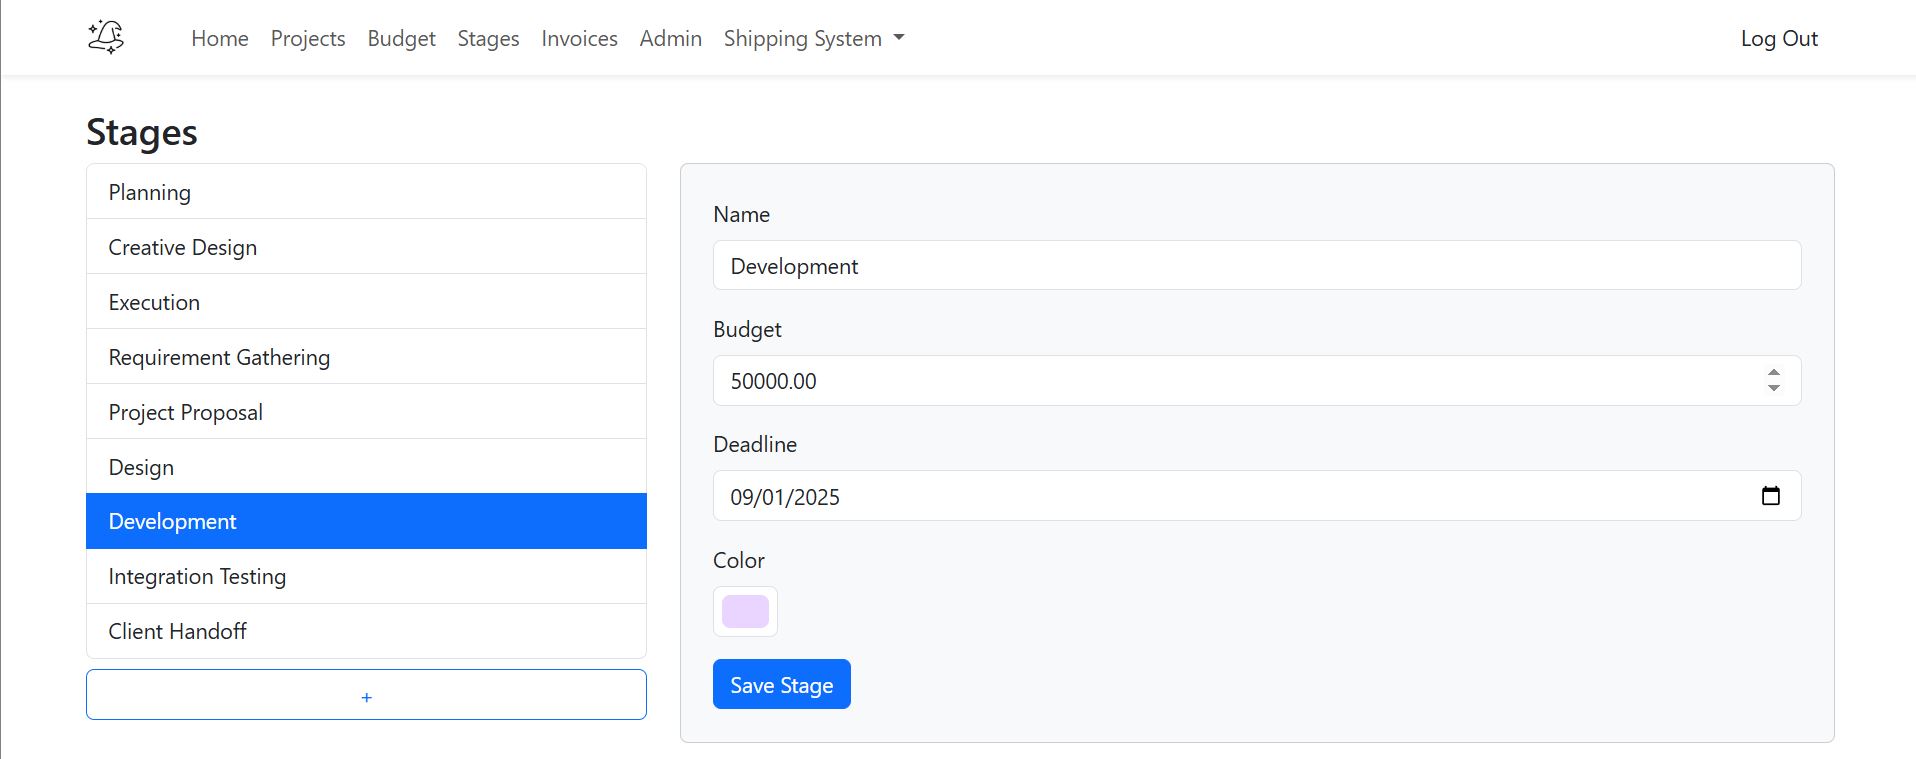 Home Projects Budget Stages Invoices Admin Shipping System Log Out
Stages
Planning
Creative Design
Execution
Requirement Gathering
Project Proposal
Design
Development
Integration Testing
Client Handoff
+
Name
Development
Budget
50000.00
Deadline
09/01/2025
Color
Save Stage